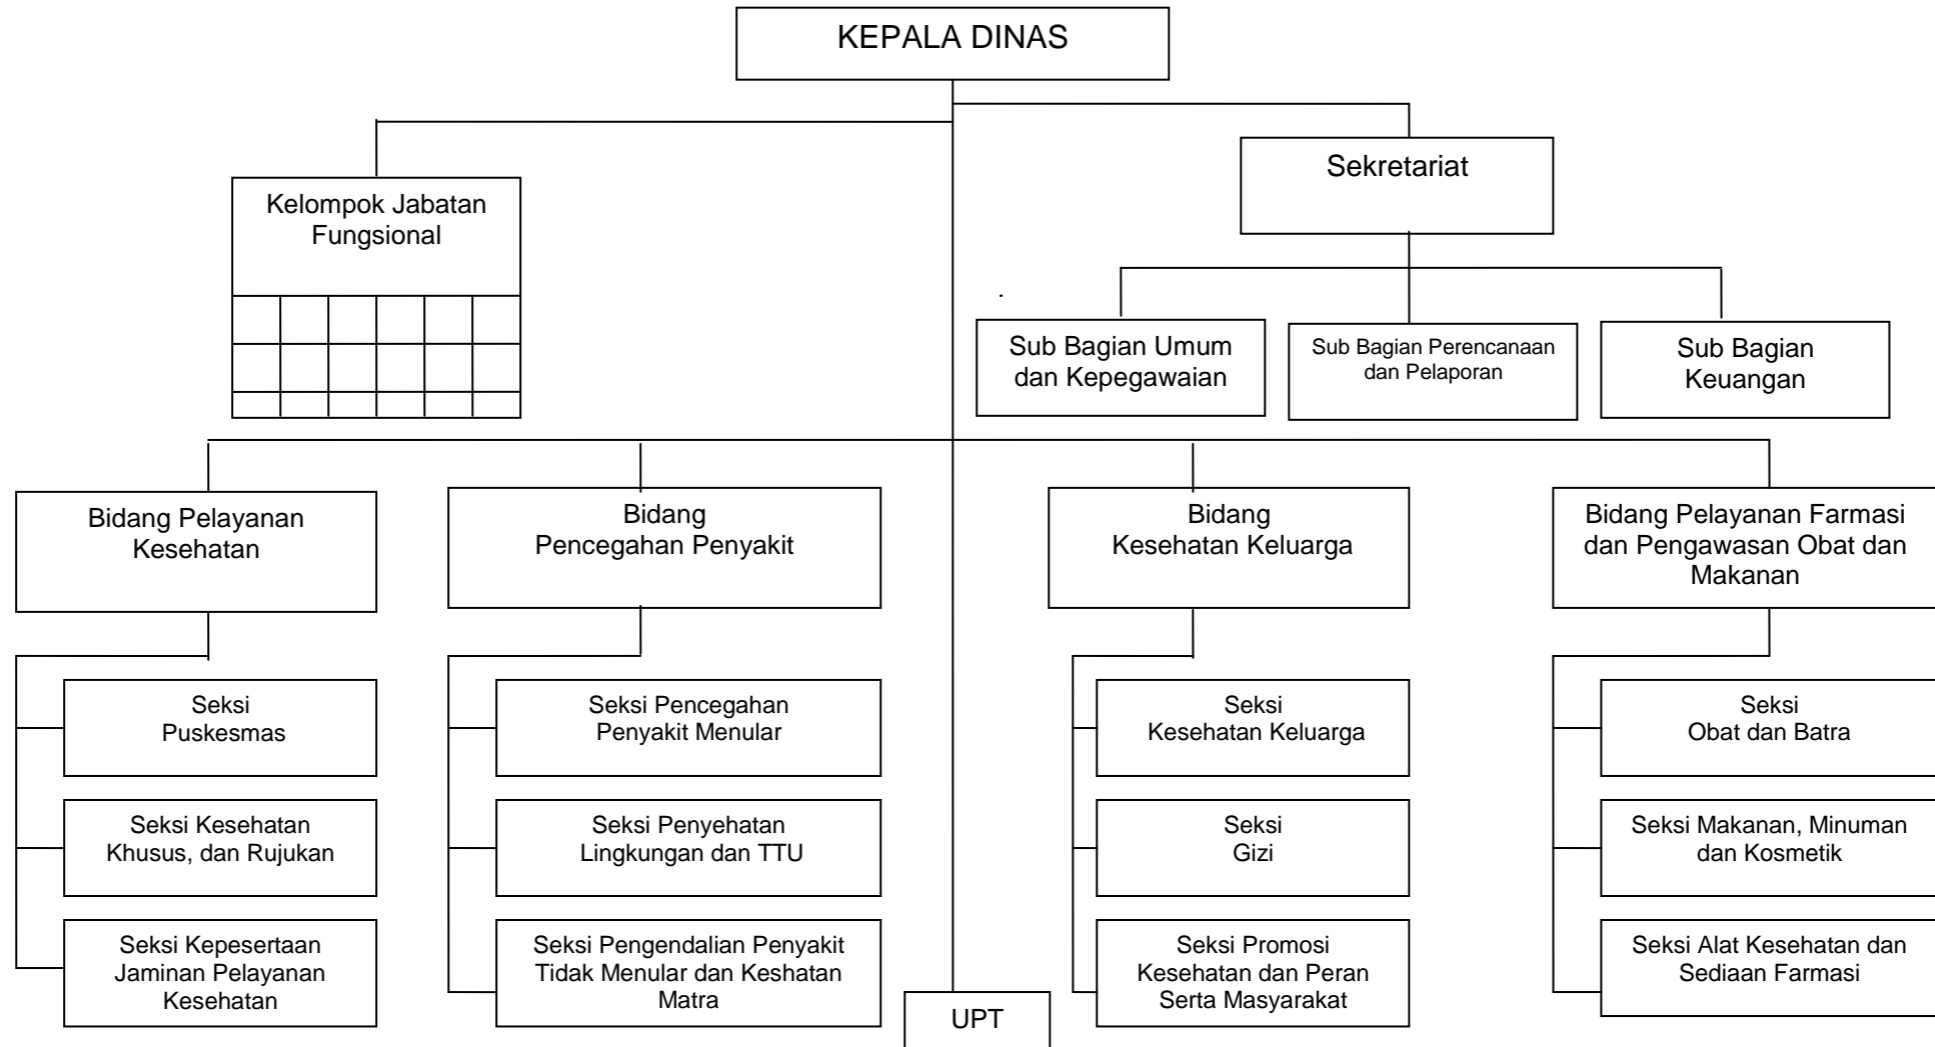 KEPALA DINAS
Sekretariat
Kelompok Jabatan
Fungsional
Sub Bagian Umum
dan Kepegawaian
Sub Bagian Perencanaan
dan Pelaporan
Sub Bagian
Keuangan
Bidang Pelayanan
Kesehatan
Bidang
Pencegahan Penyakit
Bidang
Kesehatan Keluarga
Bidang Pelayanan Farmasi
dan Pengawasan Obat dan
Makanan
Seksi
Puskesmas
Seksi Pencegahan
Penyakit Menular
Seksi
Kesehatan Keluarga
Seksi
Obat dan Batra
Seksi Kesehatan
Khusus, dan Rujukan
Seksi Penyehatan
Lingkungan dan TTU
Seksi
Gizi
Seksi Makanan, Minuman
dan Kosmetik
Seksi Kepesertaan
Jaminan Pelayanan
Kesehatan
Seksi Pengendalian Penyakit
Tidak Menular dan Keshatan
Matra
Seksi Promosi
Kesehatan dan Peran
Serta Masyarakat
Seksi Alat Kesehatan dan
Sediaan Farmasi
UPT